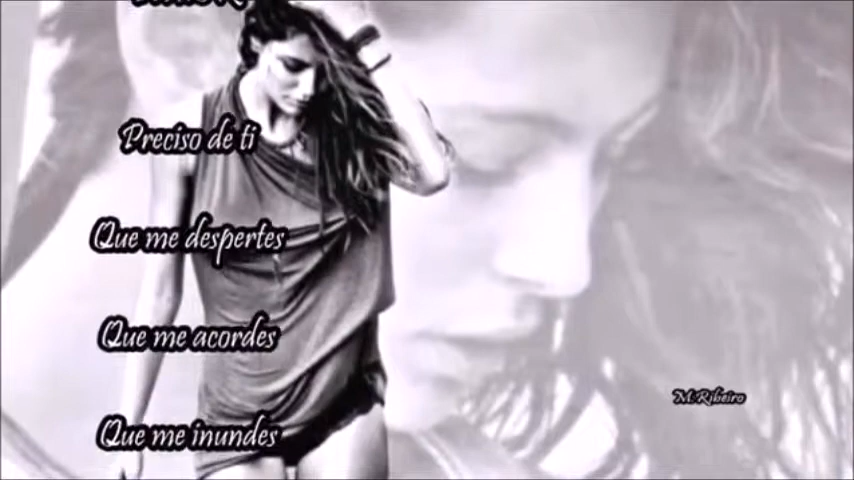 Preciso de ti
Que me despertes
Que me acordes
Que me inundes
M.Ribeiro